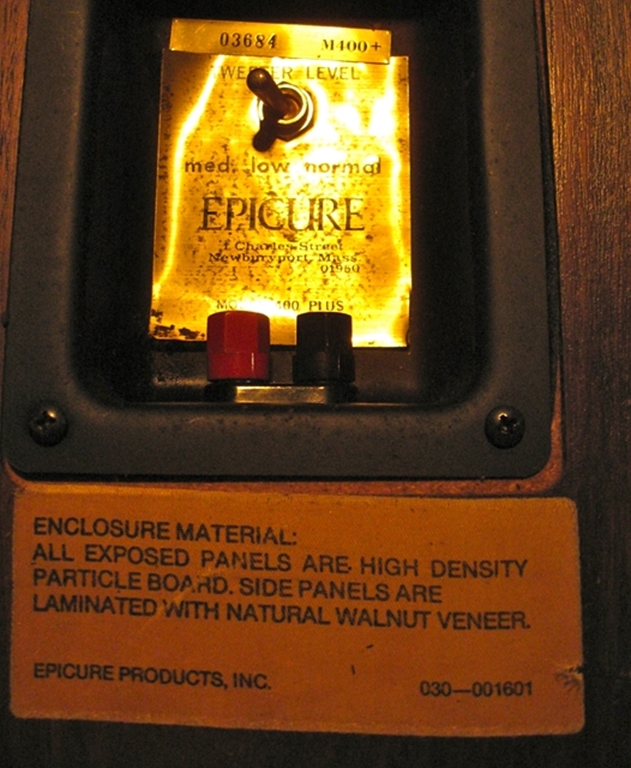 03684 M400+
LEVEL
med. low normal
EPICURE
1 Charles Street
Newburyport, Mass.
01950
PLUS
ENCLOSURE MATERIAL:
ALL EXPOSED PANELS ARE HIGH DENSITY
PARTICLE BOARD. SIDE PANELS ARE
LAMINATED WITH NATURAL WALNUT VENEER.
EPICURE PRODUCTS, INC. 030—001601